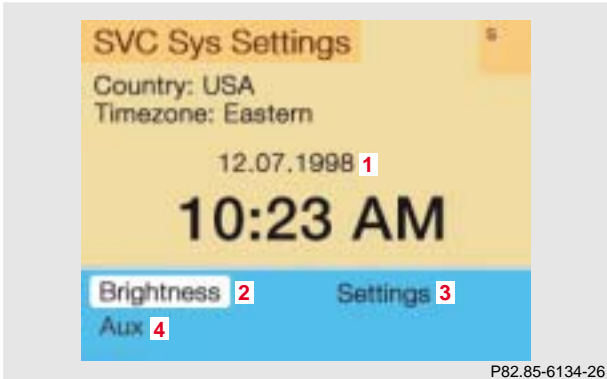 SVC Sys Settings
s
Country: USA
Timezone: Eastern
12.07.1998 1
10:23 AM
Brightness 2 Settings 3
Aux 4
P82.85-6134-26